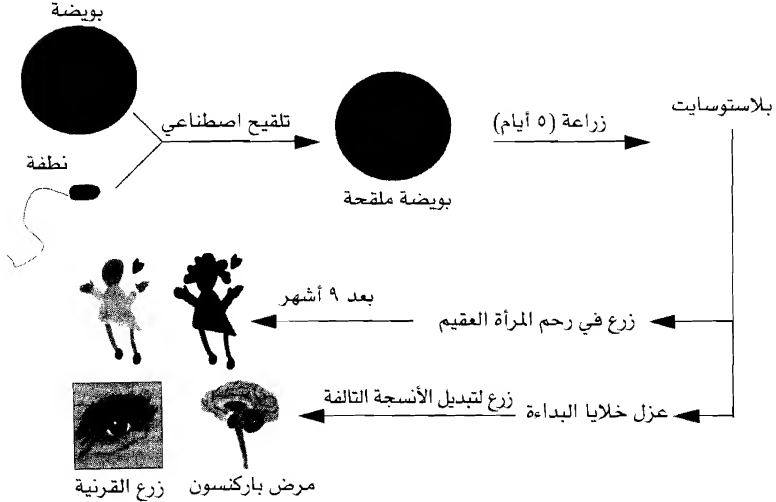 بويضة
نطفة
تلقيح اصطناعي
بويضة ملقحة
زراعة (٥ أيام)
بلاستوسايت
زرع في رحم المرأة العقيم
بعد ٩ أشهر
عزل خلايا البداءة
زرع لتبديل الأنسجة التالفة
مرض باركنسون
زرع القرنية